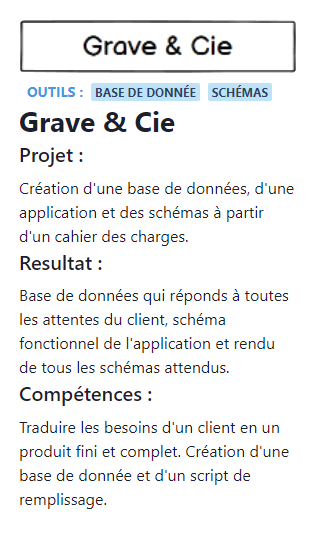 Grave & Cie
OUTILS : BASE DE DONNÉE SCHÉMAS
Grave & Cie
Projet :
Création d'une base de données, d'une
application et des schémas à partir
d'un cahier des charges.
Resultat :
Base de données qui réponds à toutes
les attentes du client, schéma
fonctionnel de l'application et rendu
de tous les schémas attendus.
Compétences :
Traduire les besoins d'un client en un
produit fini et complet. Création d'une
base de donnée et d'un script de
remplissage.